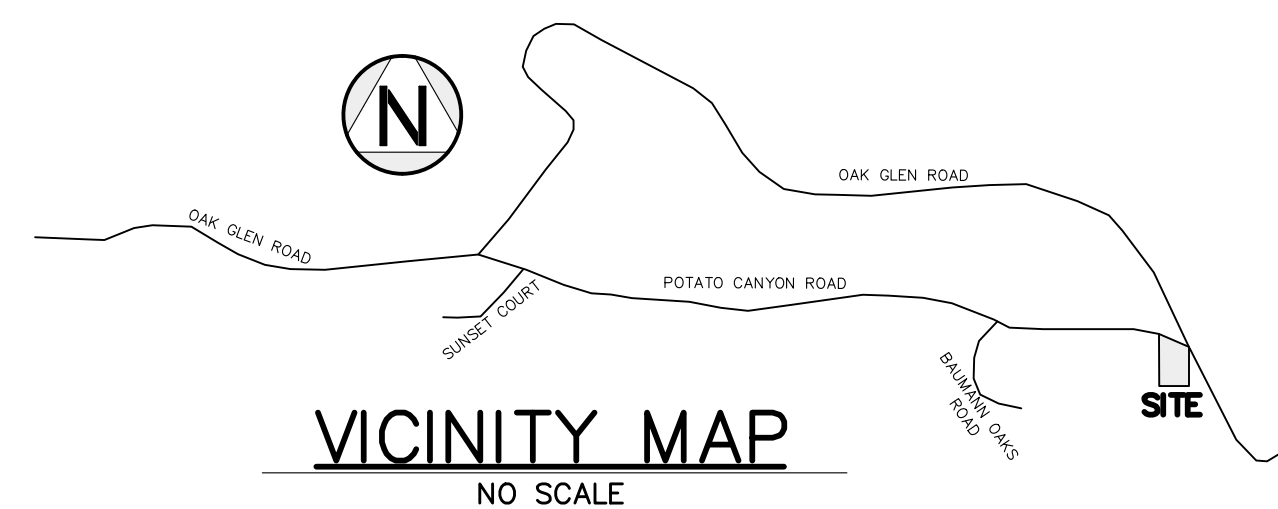 N
OAK GLEN ROAD
OAK GLEN ROAD
POTATO CANYON ROAD
SUNSET COURT
BAUMANN OAKS
ROAD
SITE
VICINITY MAP
NO SCALE